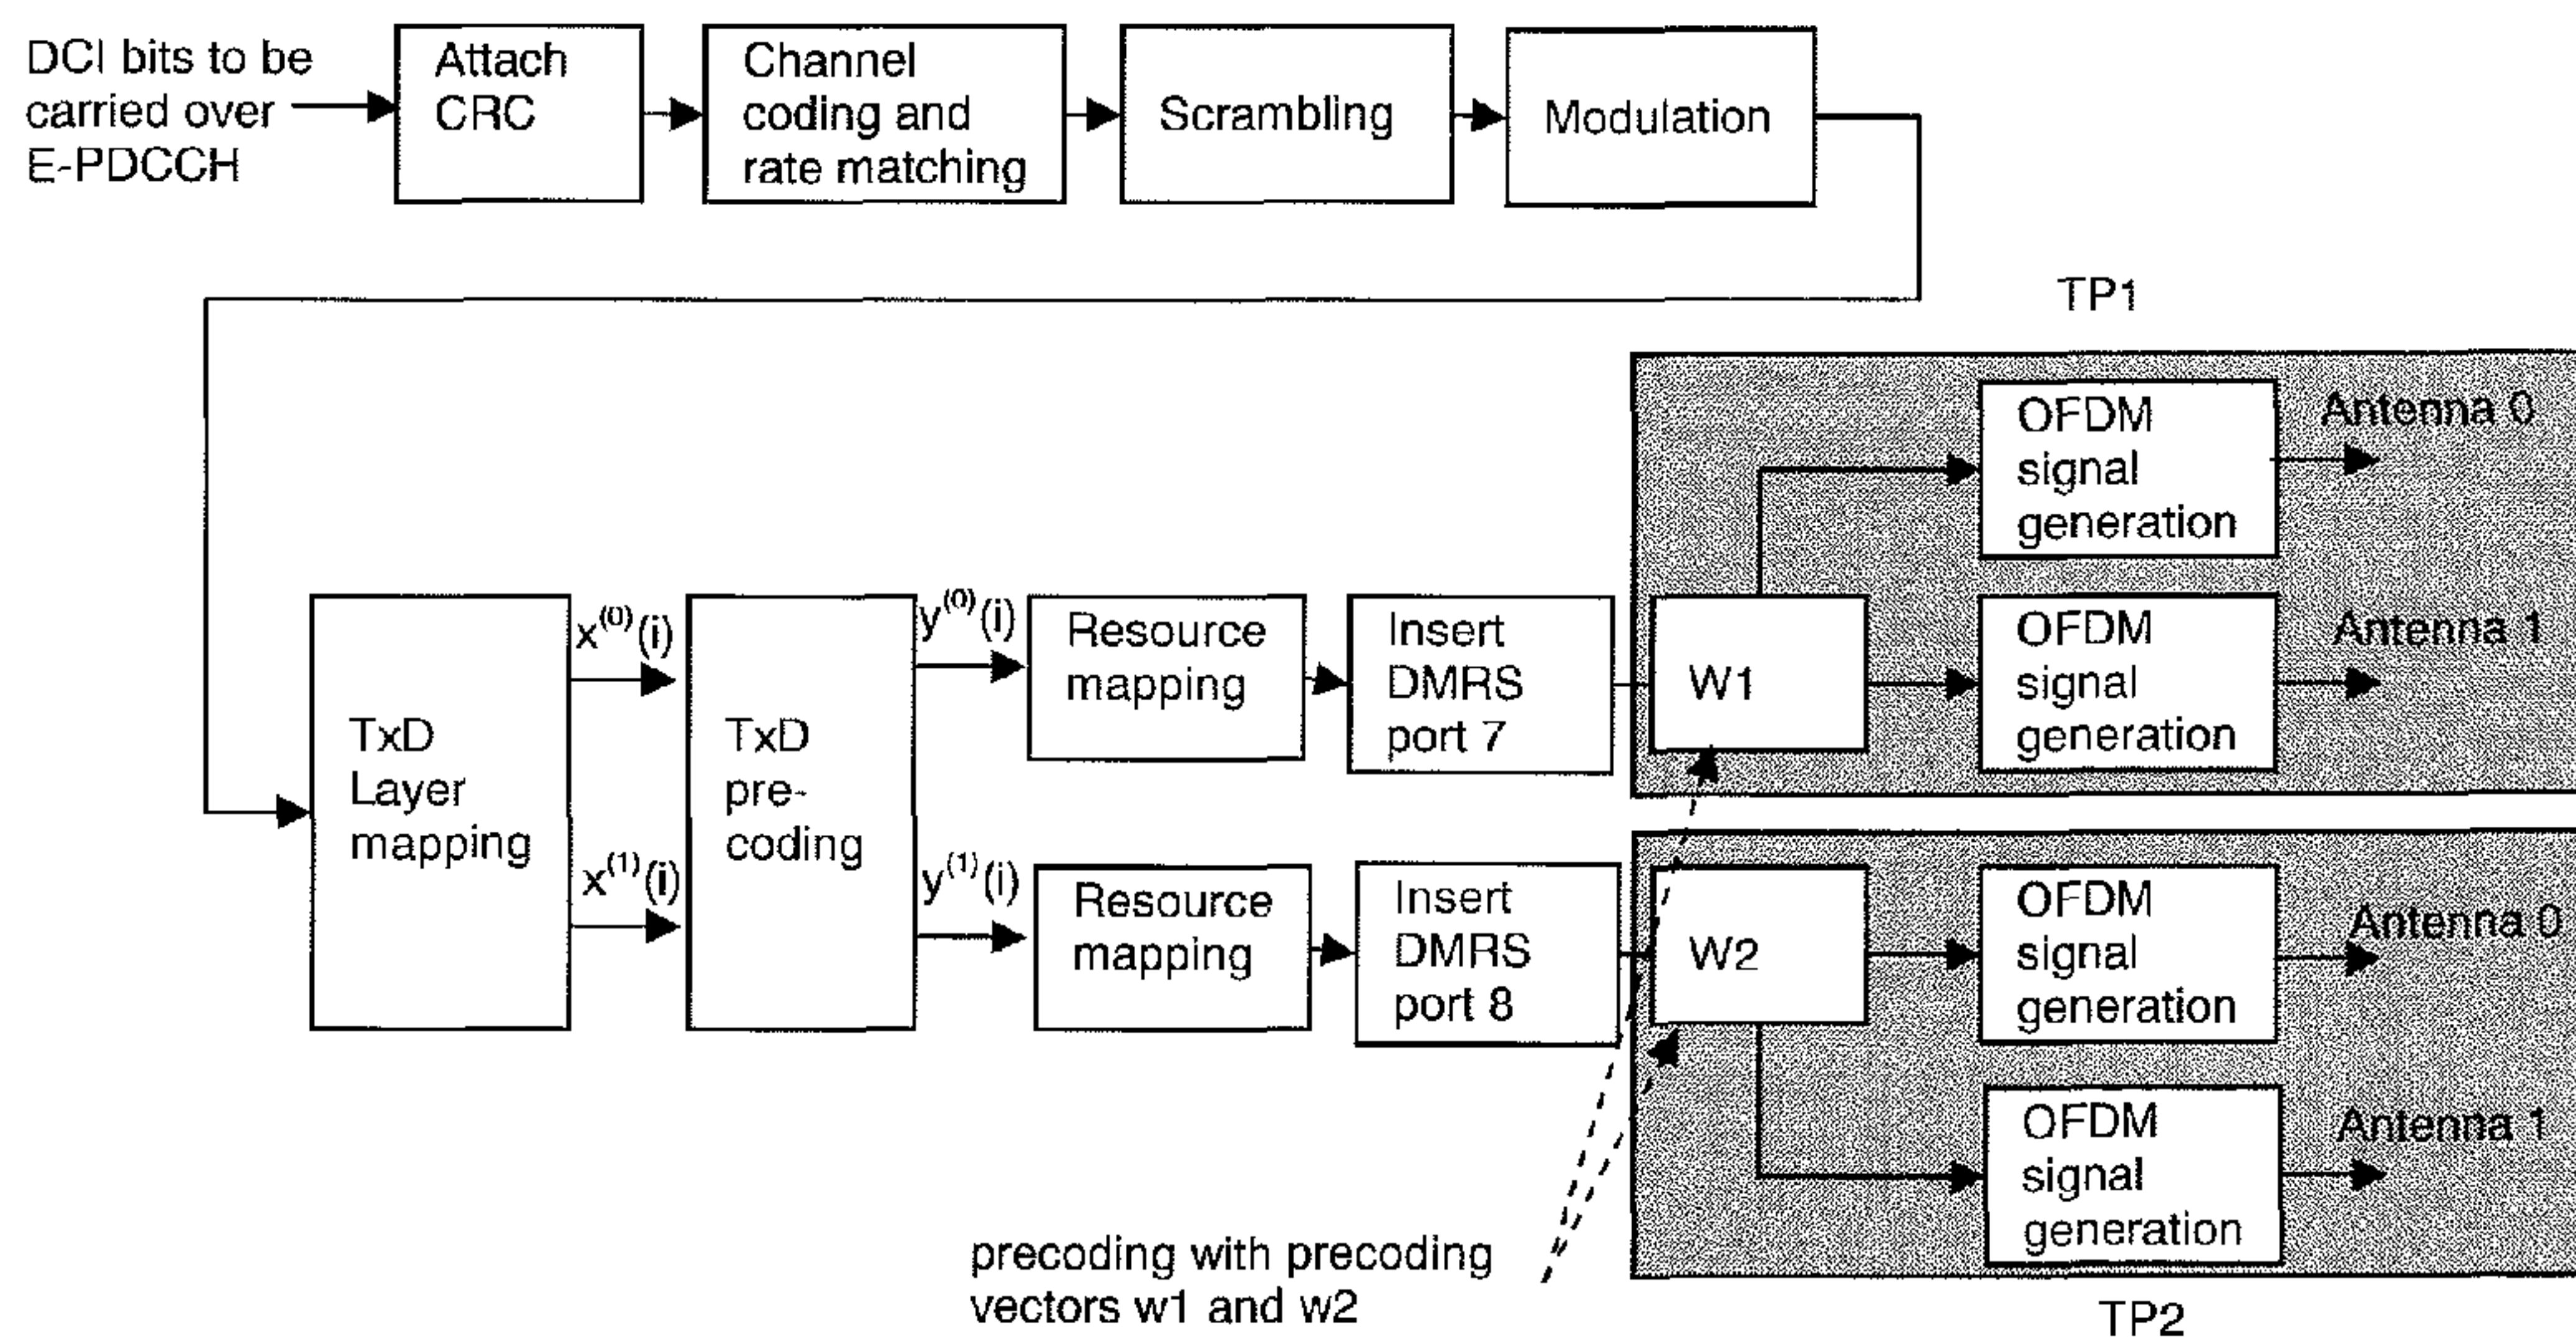 DCI bits to be
carried over
E-PDCCH
Attach
CRC
Channel
coding and
rate matching
Scrambling
Modulation
TP1
OFDM
signal
generation
Antenna 0
OFDM
signal
generation
Antenna 1
W1
TxD
Layer
mapping
x(0)(i)
x(1)(i)
TxD
pre-
coding
y(0)(i)
y(1)(i)
Resource
mapping
Insert
DMRS
port 7
Resource
mapping
Insert
DMRS
port 8
W2
OFDM
signal
generation
Antenna 0
OFDM
signal
generation
Antenna 1
precoding with precoding
vectors w1 and w2
TP2